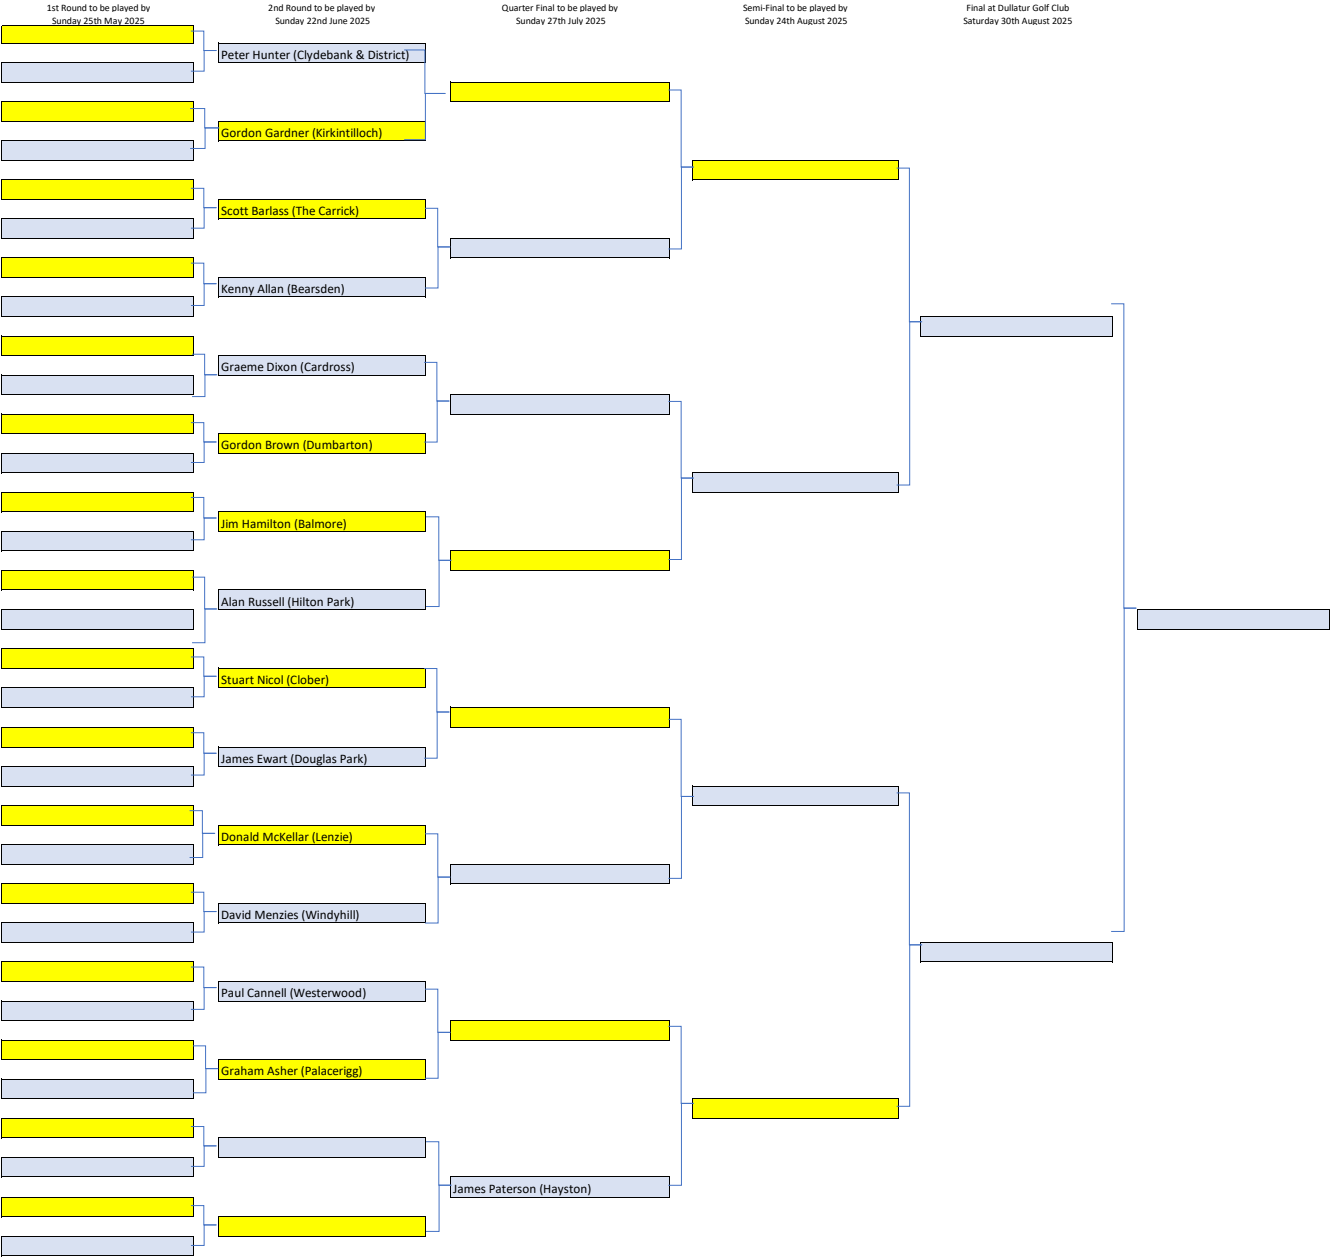 1st Round to be played by
Sunday 25th May 2025
2nd Round to be played by
Sunday 22nd June 2025
Quarter Final to be played by
Sunday 27th July 2025
Semi-Final to be played by
Sunday 24th August 2025
Final at Dullatur Golf Club
Saturday 30th August 2025
Peter Hunter (Clydebank & District)
Gordon Gardner (Kirkintilloch)
Scott Barlass (The Carrick)
Kenny Allan (Bearsden)
Graeme Dixon (Cardross)
Gordon Brown (Dumbarton)
Jim Hamilton (Balmore)
Alan Russell (Hilton Park)
Stuart Nicol (Clober)
James Ewart (Douglas Park)
Donald McKellar (Lenzie)
David Menzies (Windyhill)
Paul Cannell (Westerwood)
Graham Asher (Palacerigg)
James Paterson (Hayston)